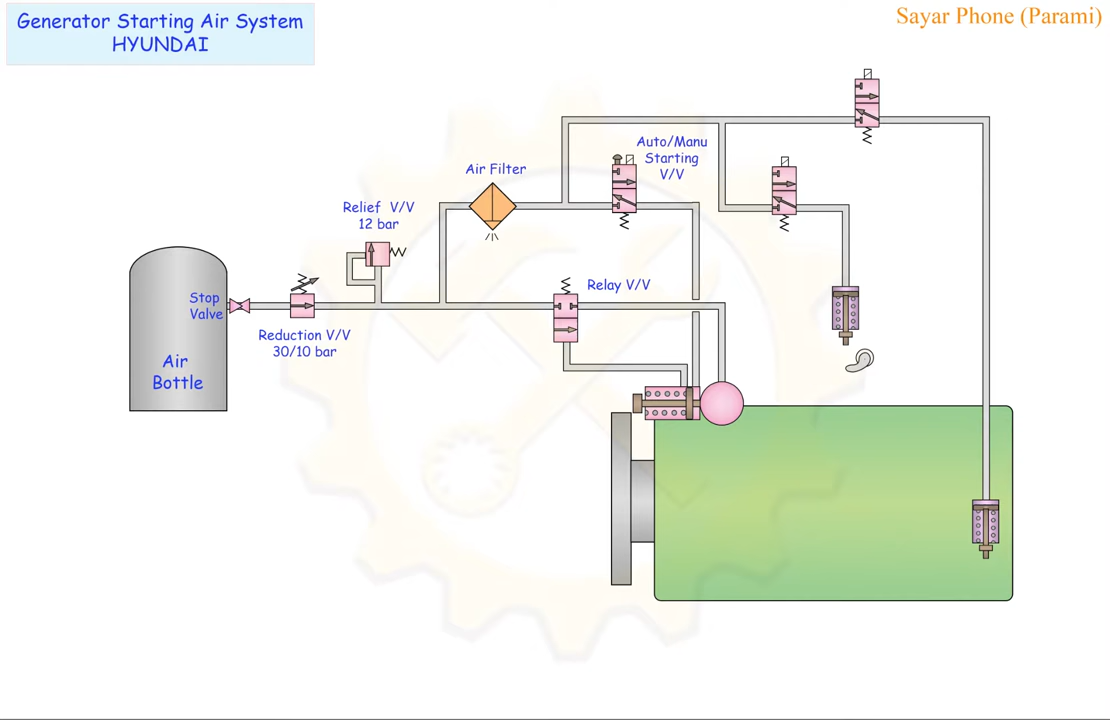 Generator Starting Air System
HYUNDAI
Sayar Phone (Parami)
Auto/Manu
Starting
V/V
Air Filter
Relief V/V
12 bar
Stop
Valve
Relay V/V
Reduction V/V
30/10 bar
Air
Bottle